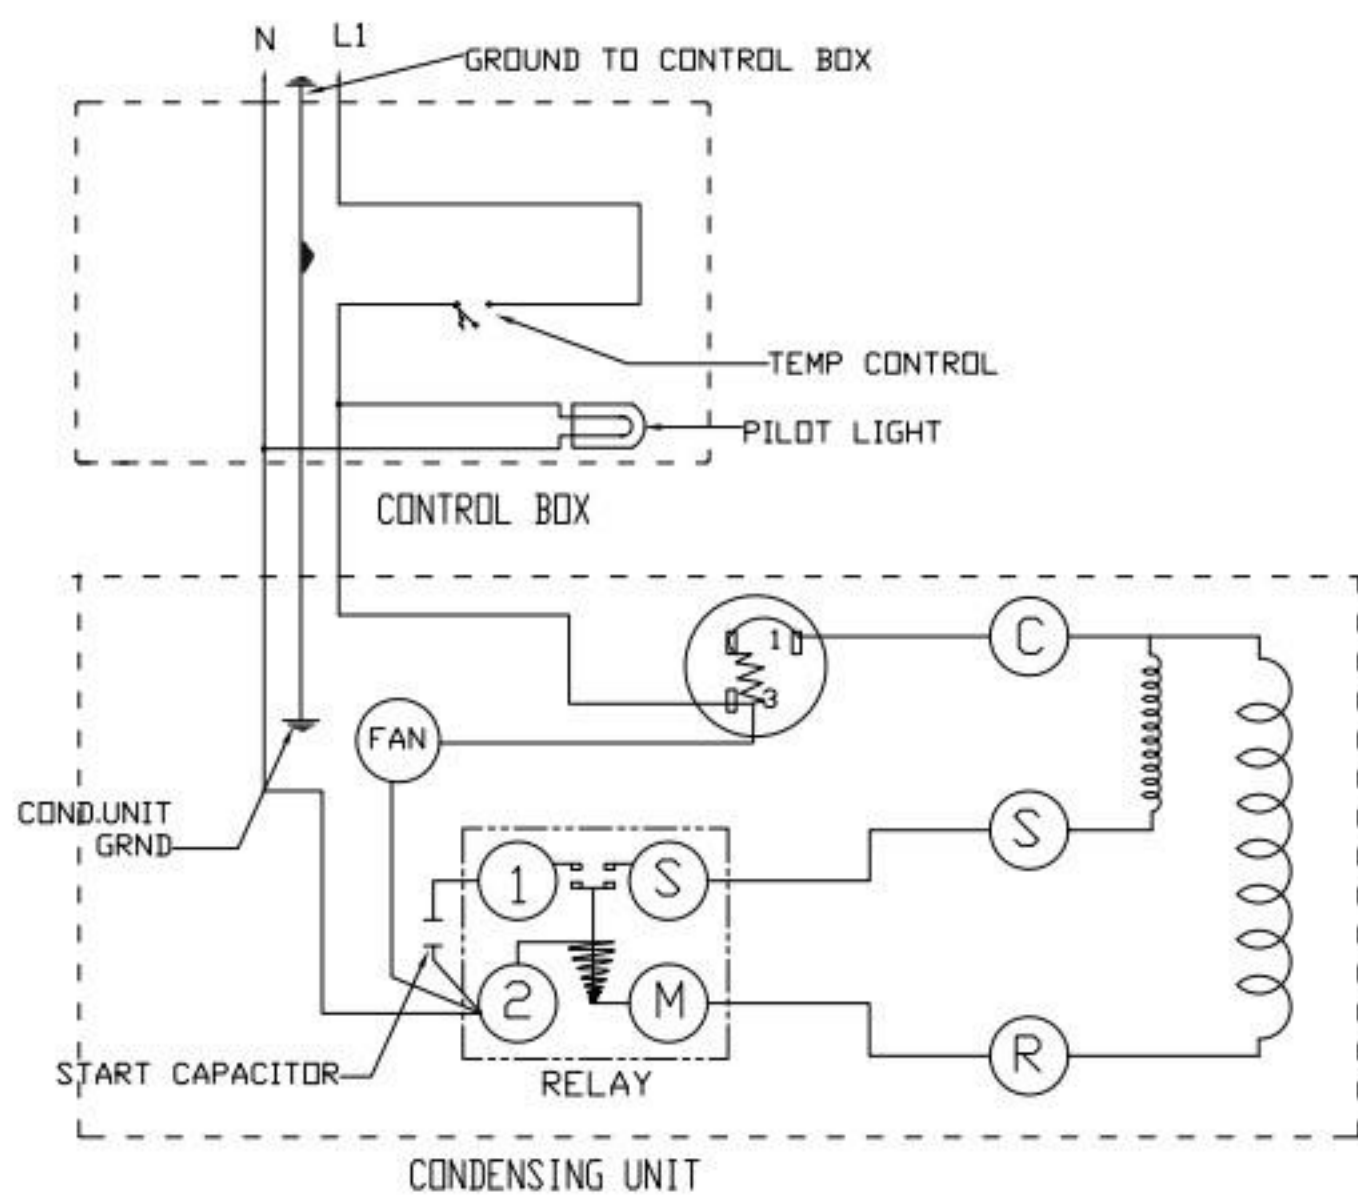 N L1
GROUND TO CONTROL BOX
TEMP CONTROL
PILOT LIGHT
CONTROL BOX
1
C
3
FAN
COND.UNIT
GRND
S
1
S
2
M
R
START CAPACITOR
RELAY
CONDENSING UNIT